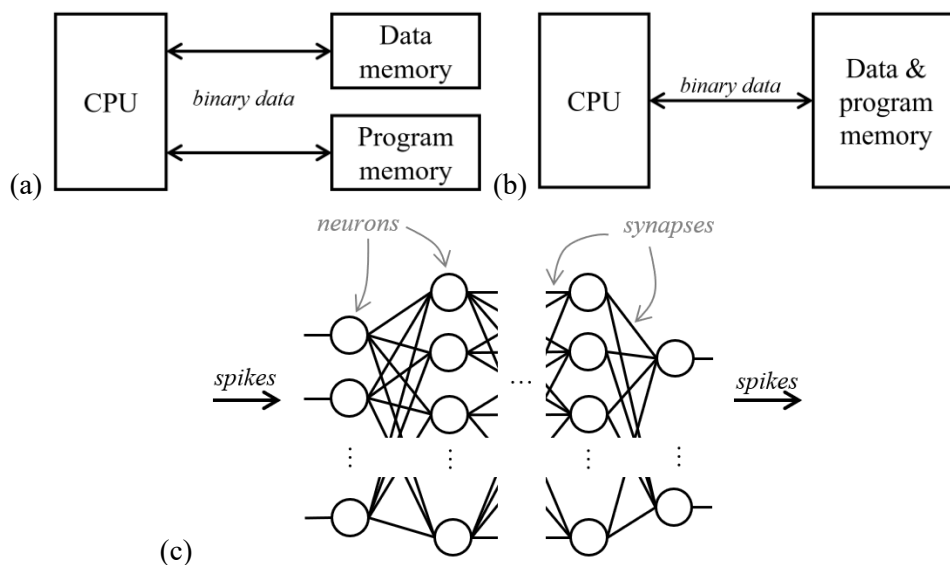 CPU
binary data
Data
memory
Program
memory
(a)
CPU
binary data
Data &
program
memory
(b)
neurons
synapses
spikes
...
spikes
(c)